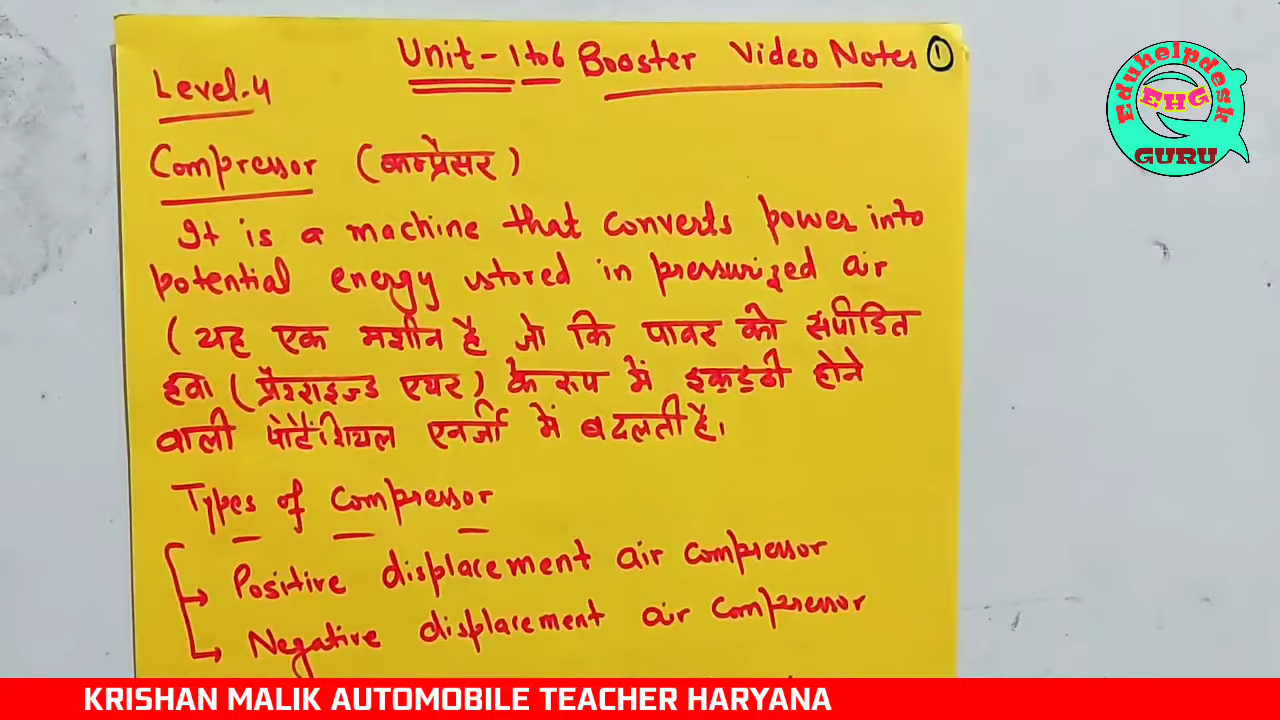 Unit-1to6 Booster Video Notes 1
Level-4
Compressor (कम्प्रैसर)
It is a machine that converts power into
potential energy stored in pressurized air
(यह एक मशीन है जो कि पावर को संपीडित
हवा (प्रैशराइज्ड एयर) के रूप में इकड़ठी होने
वाली पोटैंशियल एनर्जी में बदलती है।
Types of Compressor
Positive displacement air compressor
Negative displacement air compressor
Eduhelpdesk
EHG
GURU
KRISHAN MALIK AUTOMOBILE TEACHER HARYANA